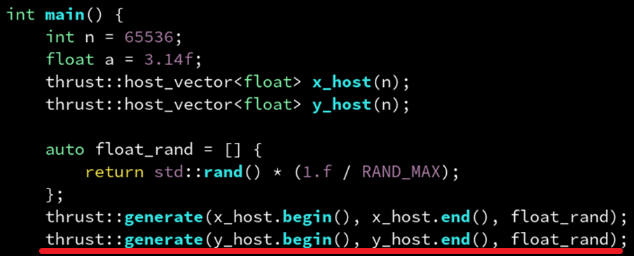 int main() {
    int n = 65536;
    float a = 3.14f;
    thrust::host_vector<float> x_host(n);
    thrust::host_vector<float> y_host(n);

    auto float_rand = [] {
        return std::rand() * (1.f / RAND_MAX);
    };
    thrust::generate(x_host.begin(), x_host.end(), float_rand);
    thrust::generate(y_host.begin(), y_host.end(), float_rand);